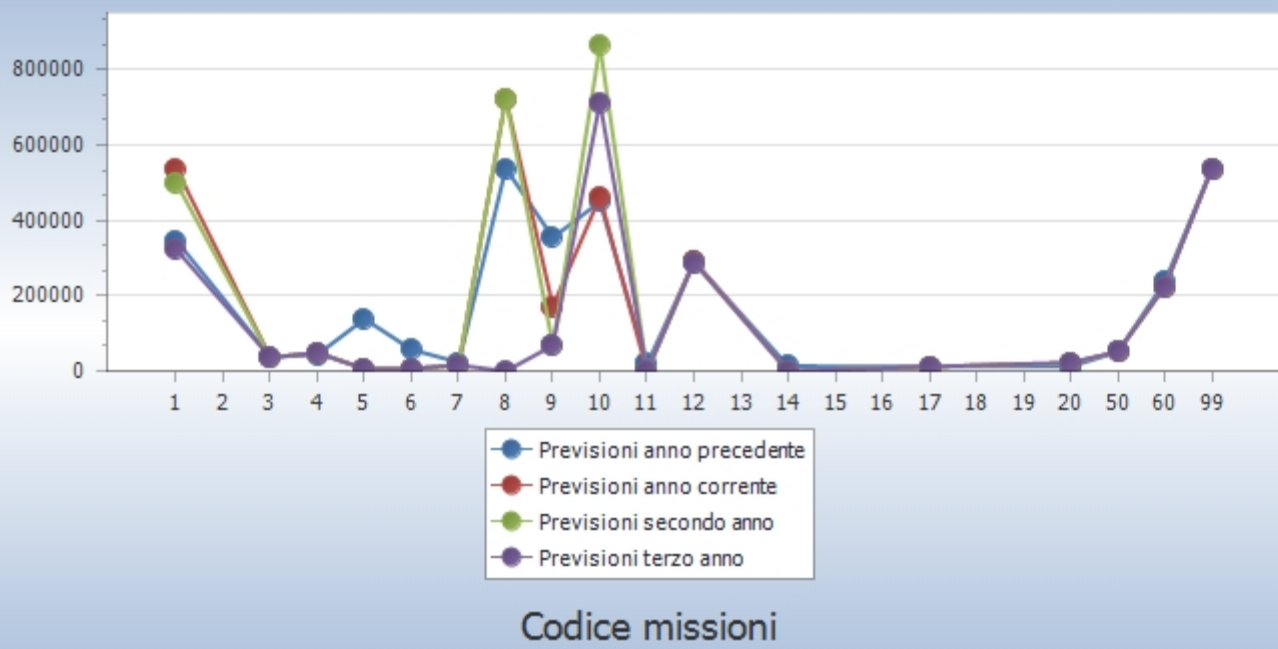 800000
600000
400000
200000
0
1 2 3 4 5 6 7 8 9 10 11 12 13 14 15 16 17 18 19 20 50 60 99
Previsioni anno precedente
Previsioni anno corrente
Previsioni secondo anno
Previsioni terzo anno
Codice missioni